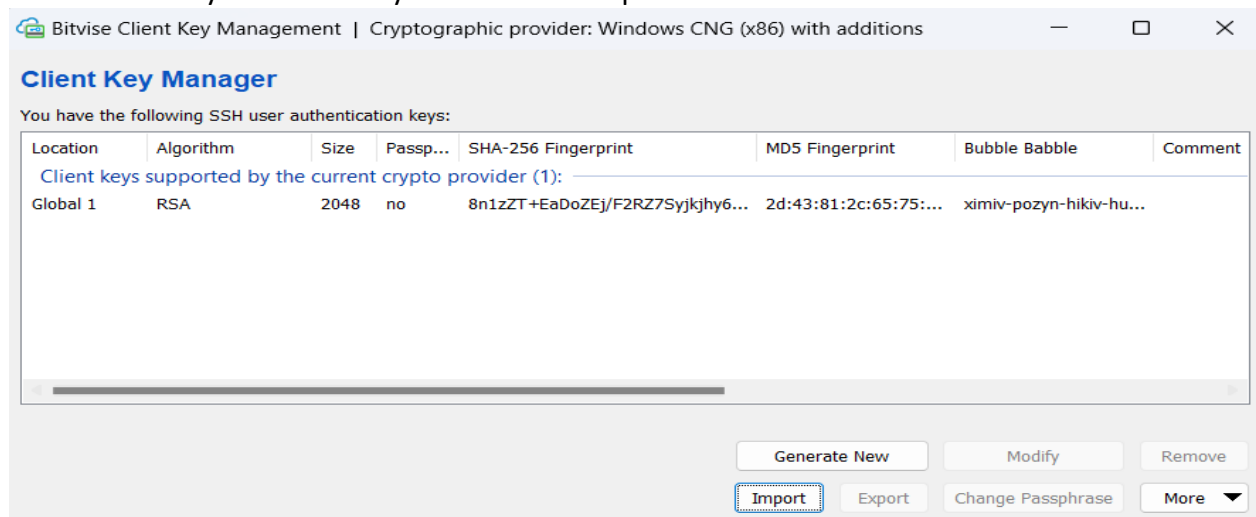 Bitvise Client Key Management | Cryptographic provider: Windows CNG (x86) with additions
Client Key Manager
You have the following SSH user authentication keys:
Location Algorithm Size Passp... SHA-256 Fingerprint MD5 Fingerprint Bubble Babble Comment
Client keys supported by the current crypto provider (1):
Global 1 RSA 2048 no 8n1zZT+EaDoZEj/F2RZ7Syjkjhy6... 2d:43:81:2c:65:75:... ximiv-pozyn-hikiv-hu...
Generate New Modify Remove
Import Export Change Passphrase More